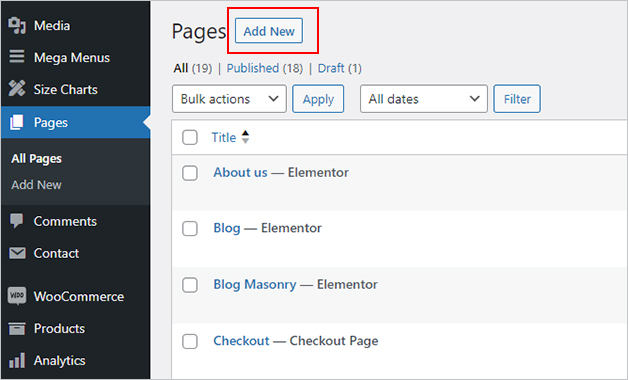 Media
Mega Menus
Size Charts
Pages
All Pages
Add New
Comments
Contact
WOO
WooCommerce
Products
Analytics
Pages Add New
All (19) | Published (18) | Draft (1)
Bulk actions Apply All dates Filter
Title
About us — Elementor
Blog — Elementor
Blog Masonry — Elementor
Checkout — Checkout Page